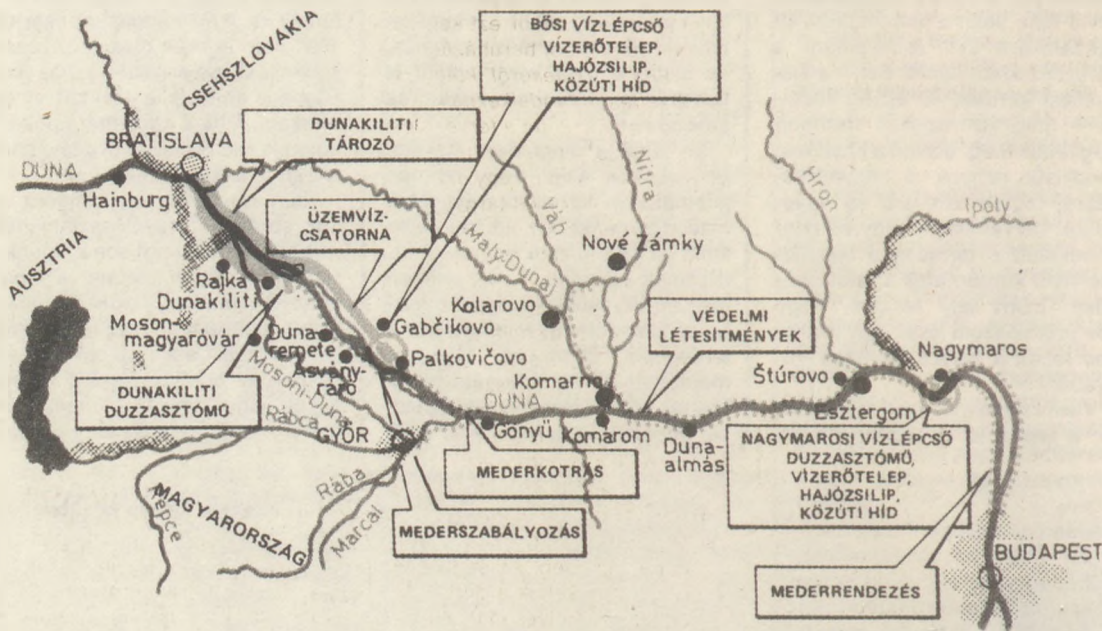 CSEHSZLOVÁKIA
BŐSI VÍZLÉPCSŐ
VÍZERŐTELEP,
HAJÓZSILIP,
KÖZÚTI HÍD
BRATISLAVA
DUNAKILITI
TÁROZÓ
DUNA
Hainburg
AUSZTRIA
ÜZEMVÍZ-
CSATORNA
Váh
Nitra
Hron
Ipoly
Malý-Dunaj
Nové Zámky
Rajka
Dunakiliti
Moson-
magyaróvár
Duna-
remete
Ásvány-
ráró
Gabčikovo
Palkovičovo
Kolarovo
VÉDELMI
LÉTESÍTMÉNYEK
DUNAKILITI
DUZZASZTÓMŰ
Mosoni-Duna
Rábca
GYŐR
DUNA
Gönyü
Komarno
Komarom
Duna-
almás
Štúrovo
Esztergom
Nagymaros
MEDERKOTRÁS
MEDERSZABÁLYOZÁS
NAGYMAROSI VÍZLÉPCSŐ
DUZZASZTÓMŰ,
VÍZERŐTELEP,
HAJÓZSILIP,
KÖZÚTI HÍD
Répce
MAGYARORSZÁG
Rába
Marcal
MEDERRENDEZÉS
BUDAPEST